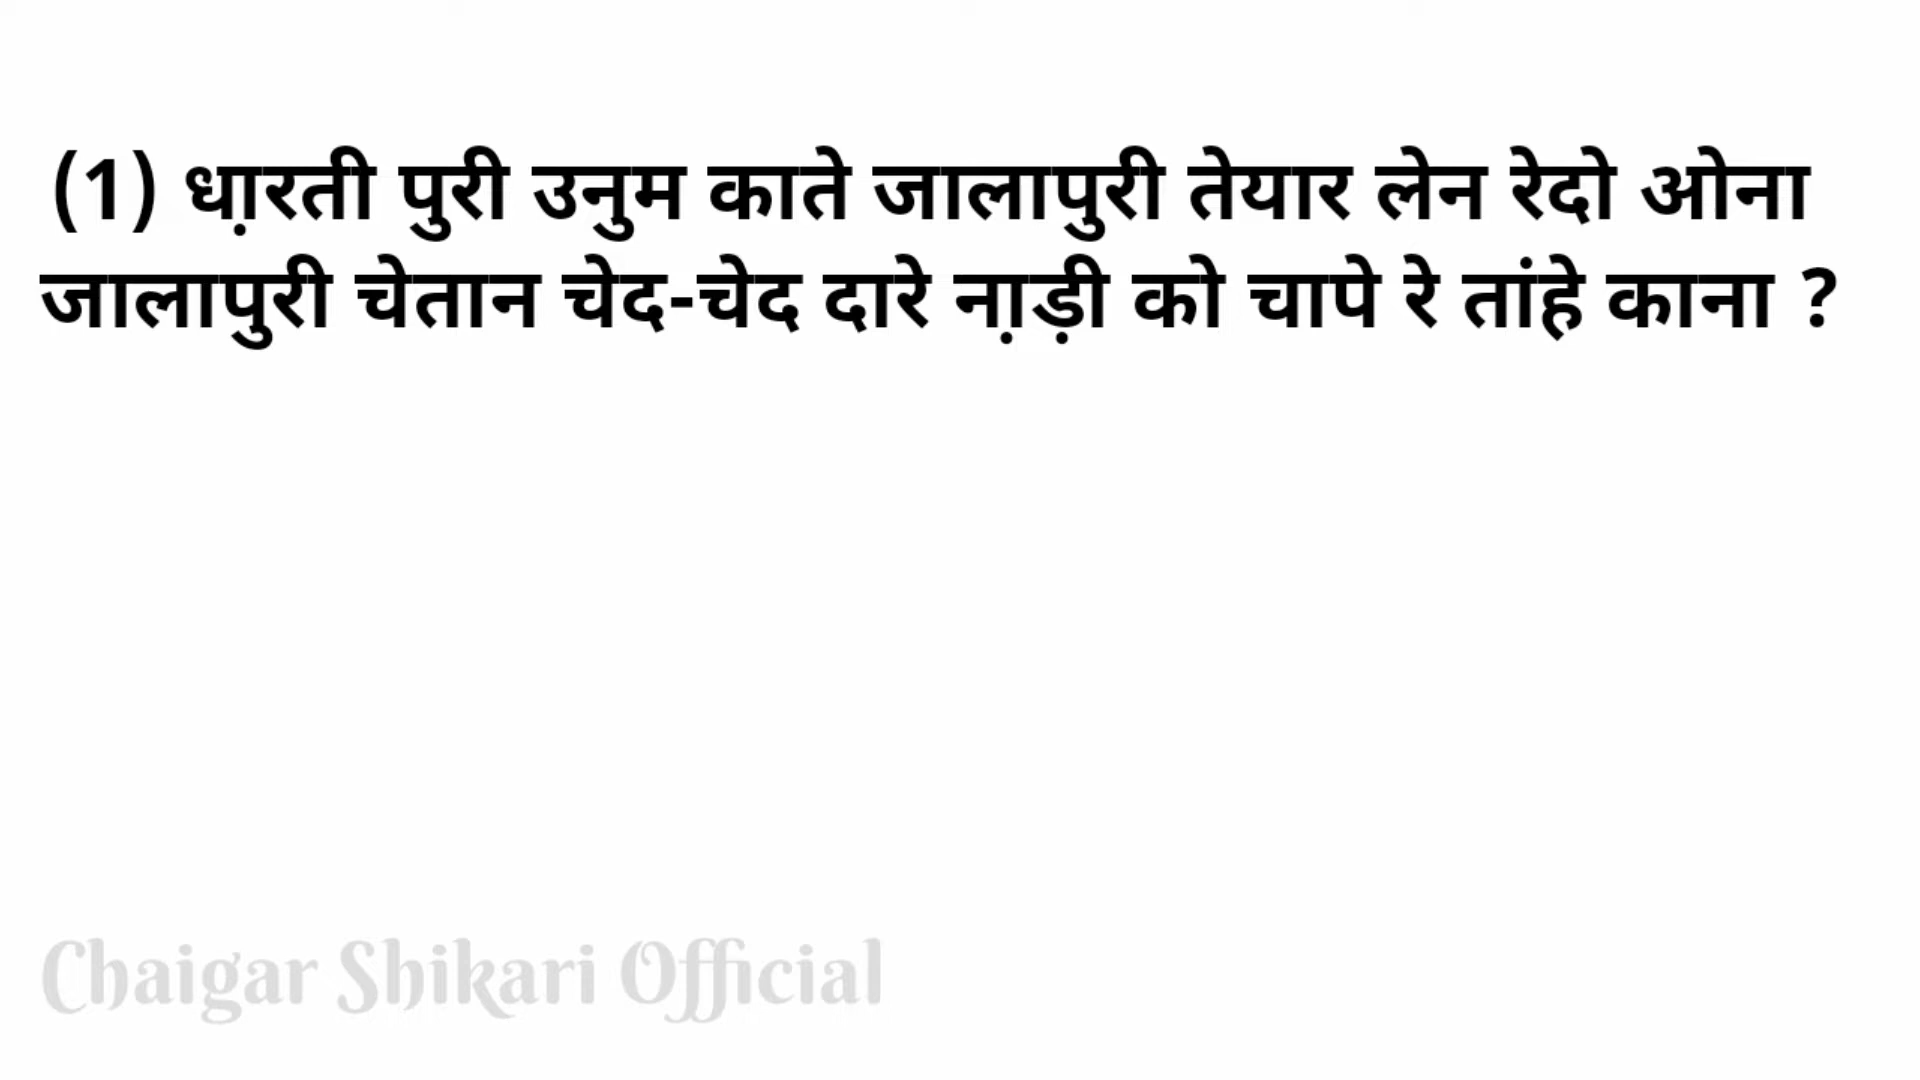 (1) धा़रती पुरी उनुम काते जालापुरी तेयार लेन रेदो ओना
जालापुरी चेतान चेद-चेद दारे ना़ड़ी को चापे रे तांहे काना ?
Chaigar Shikari Official